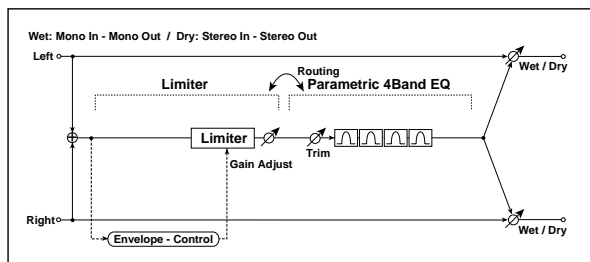 Wet: Mono In - Mono Out / Dry: Stereo In - Stereo Out
Left
Wet / Dry
Routing
Limiter
Parametric 4Band EQ
Limiter
Gain Adjust
Trim
Right
Wet / Dry
Envelope - Control